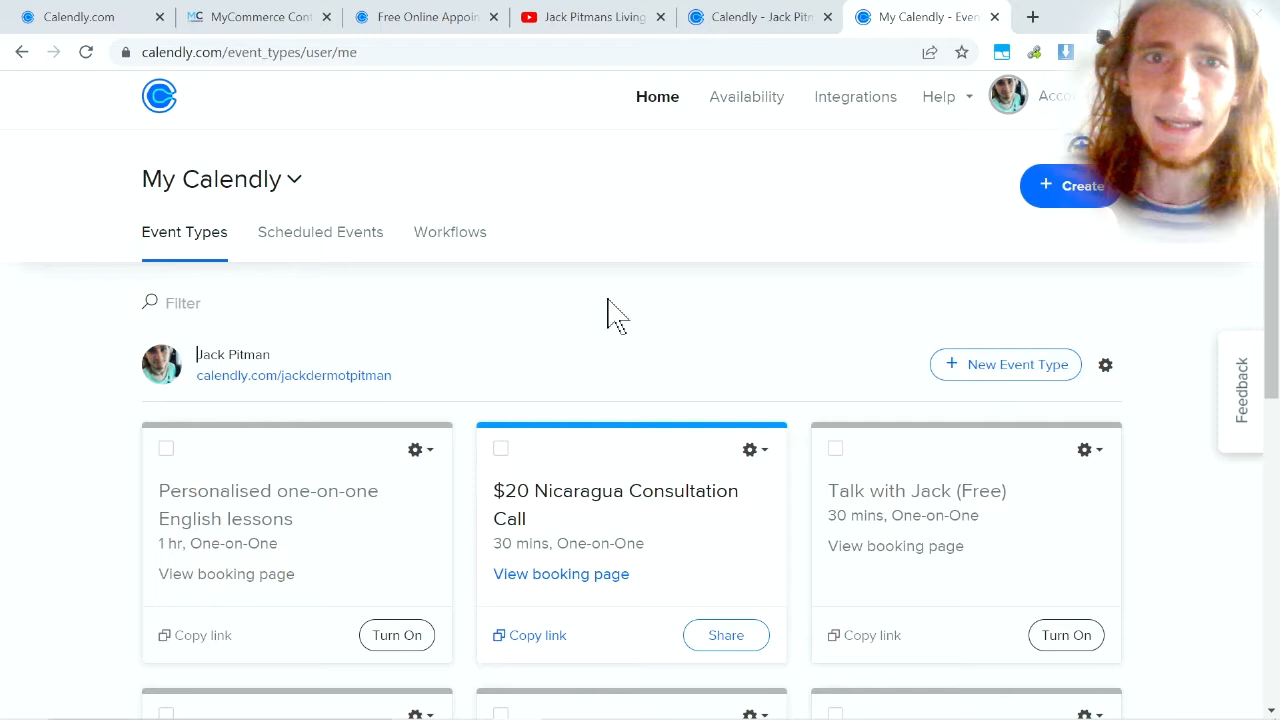 Calendly.com
MyCommerce Cont
Free Online Appoin
Jack Pitmans Living
Calendly - Jack Pitm
My Calendly - Even
calendly.com/event_types/user/me
Home Availability Integrations Help
My Calendly
+ Create
Event Types Scheduled Events Workflows
Filter
Jack Pitman
calendly.com/jackdermotpitman
+ New Event Type
Feedback
Personalised one-on-one
English lessons
1 hr, One-on-One
View booking page
Copy link Turn On
$20 Nicaragua Consultation
Call
30 mins, One-on-One
View booking page
Copy link Share
Talk with Jack (Free)
30 mins, One-on-One
View booking page
Copy link Turn On